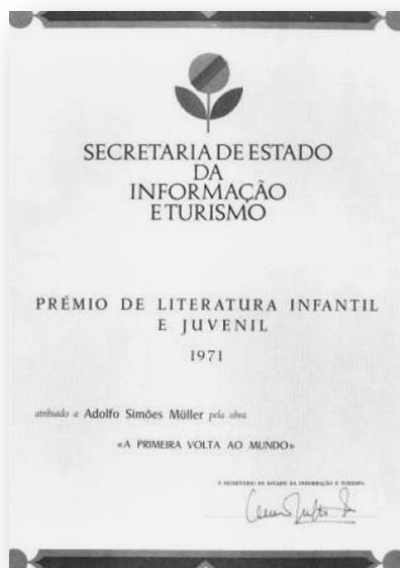 SECRETARIA DE ESTADO
DA
INFORMAÇÃO
E TURISMO
PRÉMIO DE LITERATURA INFANTIL
E JUVENIL
1971
atribuído a Adolfo Simões Müller pela obra
«A PRIMEIRA VOLTA AO MUNDO»
O SECRETÁRIO DE ESTADO DA INFORMAÇÃO E TURISMO,